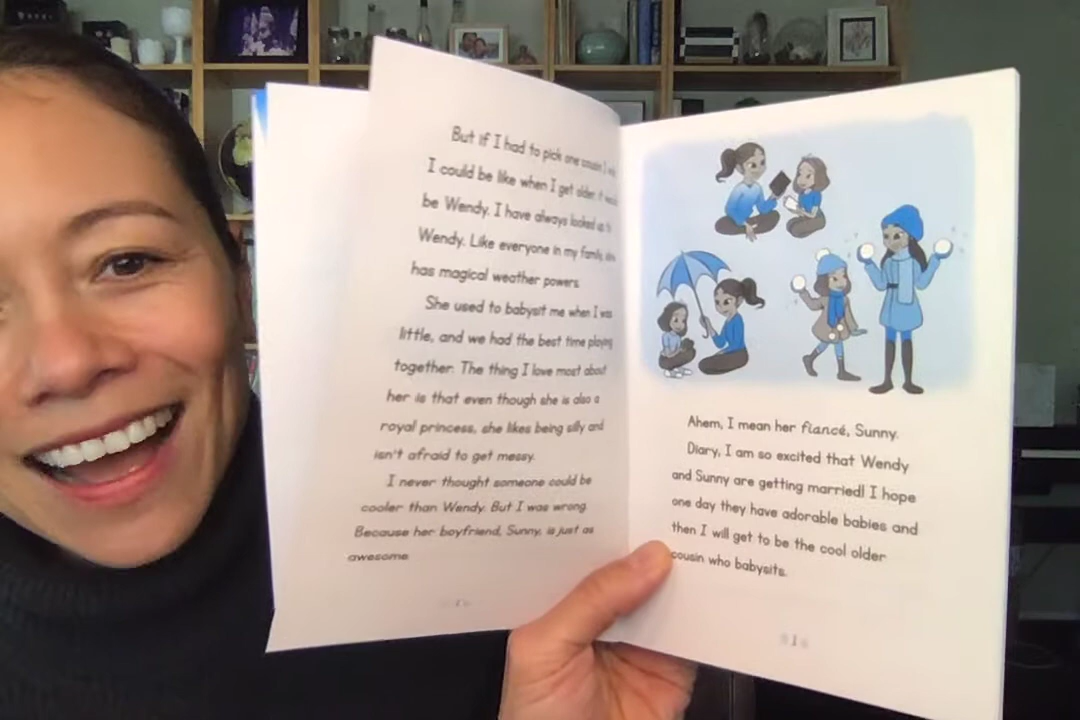 But if I had to pick one cousin I
I could be like when I get older, it
be Wendy. I have always looked up to
Wendy. Like everyone in my family, she
has magical weather powers.
She used to babysit me when I was
little, and we had the best time playing
together. The thing I love most about
her is that even though she is also a
royal princess, she likes being silly and
isn't afraid to get messy.
I never thought someone could be
cooler than Wendy. But I was wrong.
Because her boyfriend, Sunny, is just as
awesome.
Ahem, I mean her fiancé, Sunny.
Diary, I am so excited that Wendy
and Sunny are getting married! I hope
one day they have adorable babies and
then I will get to be the cool older
cousin who babysits.